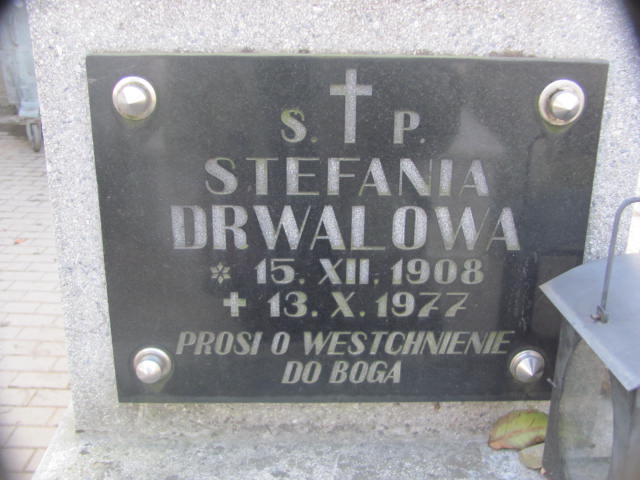 S. P.
STEFANIA
DRWALOWA
* 15. XII. 1908
+ 13. X. 1977
PROSI O WESTCHNIENIE
DO BOGA